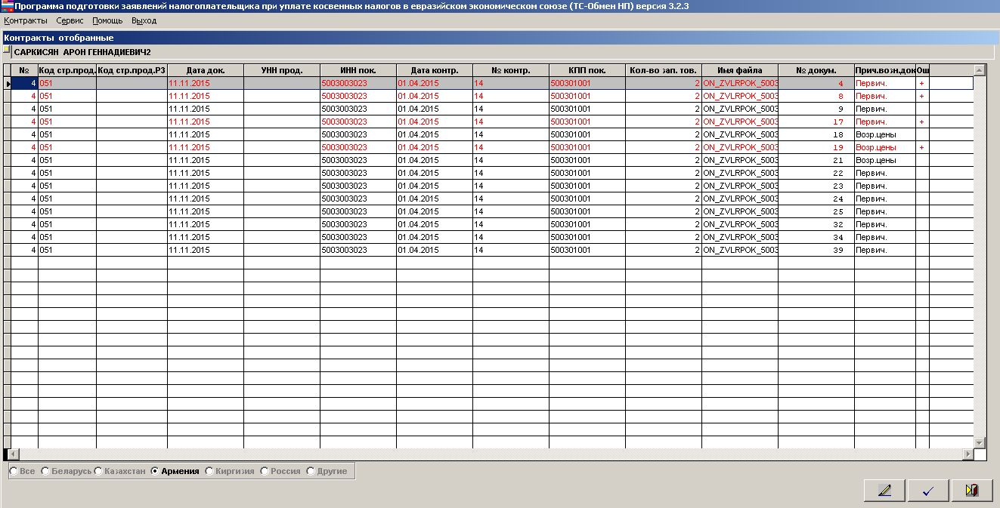 Программа подготовки заявлений налогоплательщика при уплате косвенных налогов в евразийском экономическом союзе (ТС-Обмен НП) версия 3.2.3
Контракты Сервис Помощь Выход
Контракты отобранные
САРКИСЯН АРОН ГЕННАДИЕВИЧ2
№ Код стр.прод. Код стр.прод.Р3 Дата док. УНН прод. ИНН пок. Дата контр. № контр. КПП пок. Кол-во зап. тов. Имя файла № докум. Прич.возн.док Ош
4 051 11.11.2015 5003003023 01.04.2015 14 500301001 2 ON_ZVLRPOK_5003 4 Первич. +
4 051 11.11.2015 5003003023 01.04.2015 14 500301001 2 ON_ZVLRPOK_5003 8 Первич. +
4 051 11.11.2015 5003003023 01.04.2015 14 500301001 2 ON_ZVLRPOK_5003 9 Первич.
4 051 11.11.2015 5003003023 01.04.2015 14 500301001 2 ON_ZVLRPOK_5003 17 Первич. +
4 051 11.11.2015 5003003023 01.04.2015 14 500301001 2 ON_ZVLRPOK_5003 18 Возр.цены
4 051 11.11.2015 5003003023 01.04.2015 14 500301001 2 ON_ZVLRPOK_5003 19 Возр.цены +
4 051 11.11.2015 5003003023 01.04.2015 14 500301001 2 ON_ZVLRPOK_5003 21 Возр.цены
4 051 11.11.2015 5003003023 01.04.2015 14 500301001 2 ON_ZVLRPOK_5003 22 Первич.
4 051 11.11.2015 5003003023 01.04.2015 14 500301001 2 ON_ZVLRPOK_5003 23 Первич.
4 051 11.11.2015 5003003023 01.04.2015 14 500301001 2 ON_ZVLRPOK_5003 24 Первич.
4 051 11.11.2015 5003003023 01.04.2015 14 500301001 2 ON_ZVLRPOK_5003 25 Первич.
4 051 11.11.2015 5003003023 01.04.2015 14 500301001 2 ON_ZVLRPOK_5003 32 Первич.
4 051 11.11.2015 5003003023 01.04.2015 14 500301001 2 ON_ZVLRPOK_5003 34 Первич.
4 051 11.11.2015 5003003023 01.04.2015 14 500301001 2 ON_ZVLRPOK_5003 39 Первич.
Все Беларусь Казахстан Армения Киргизия Россия Другие